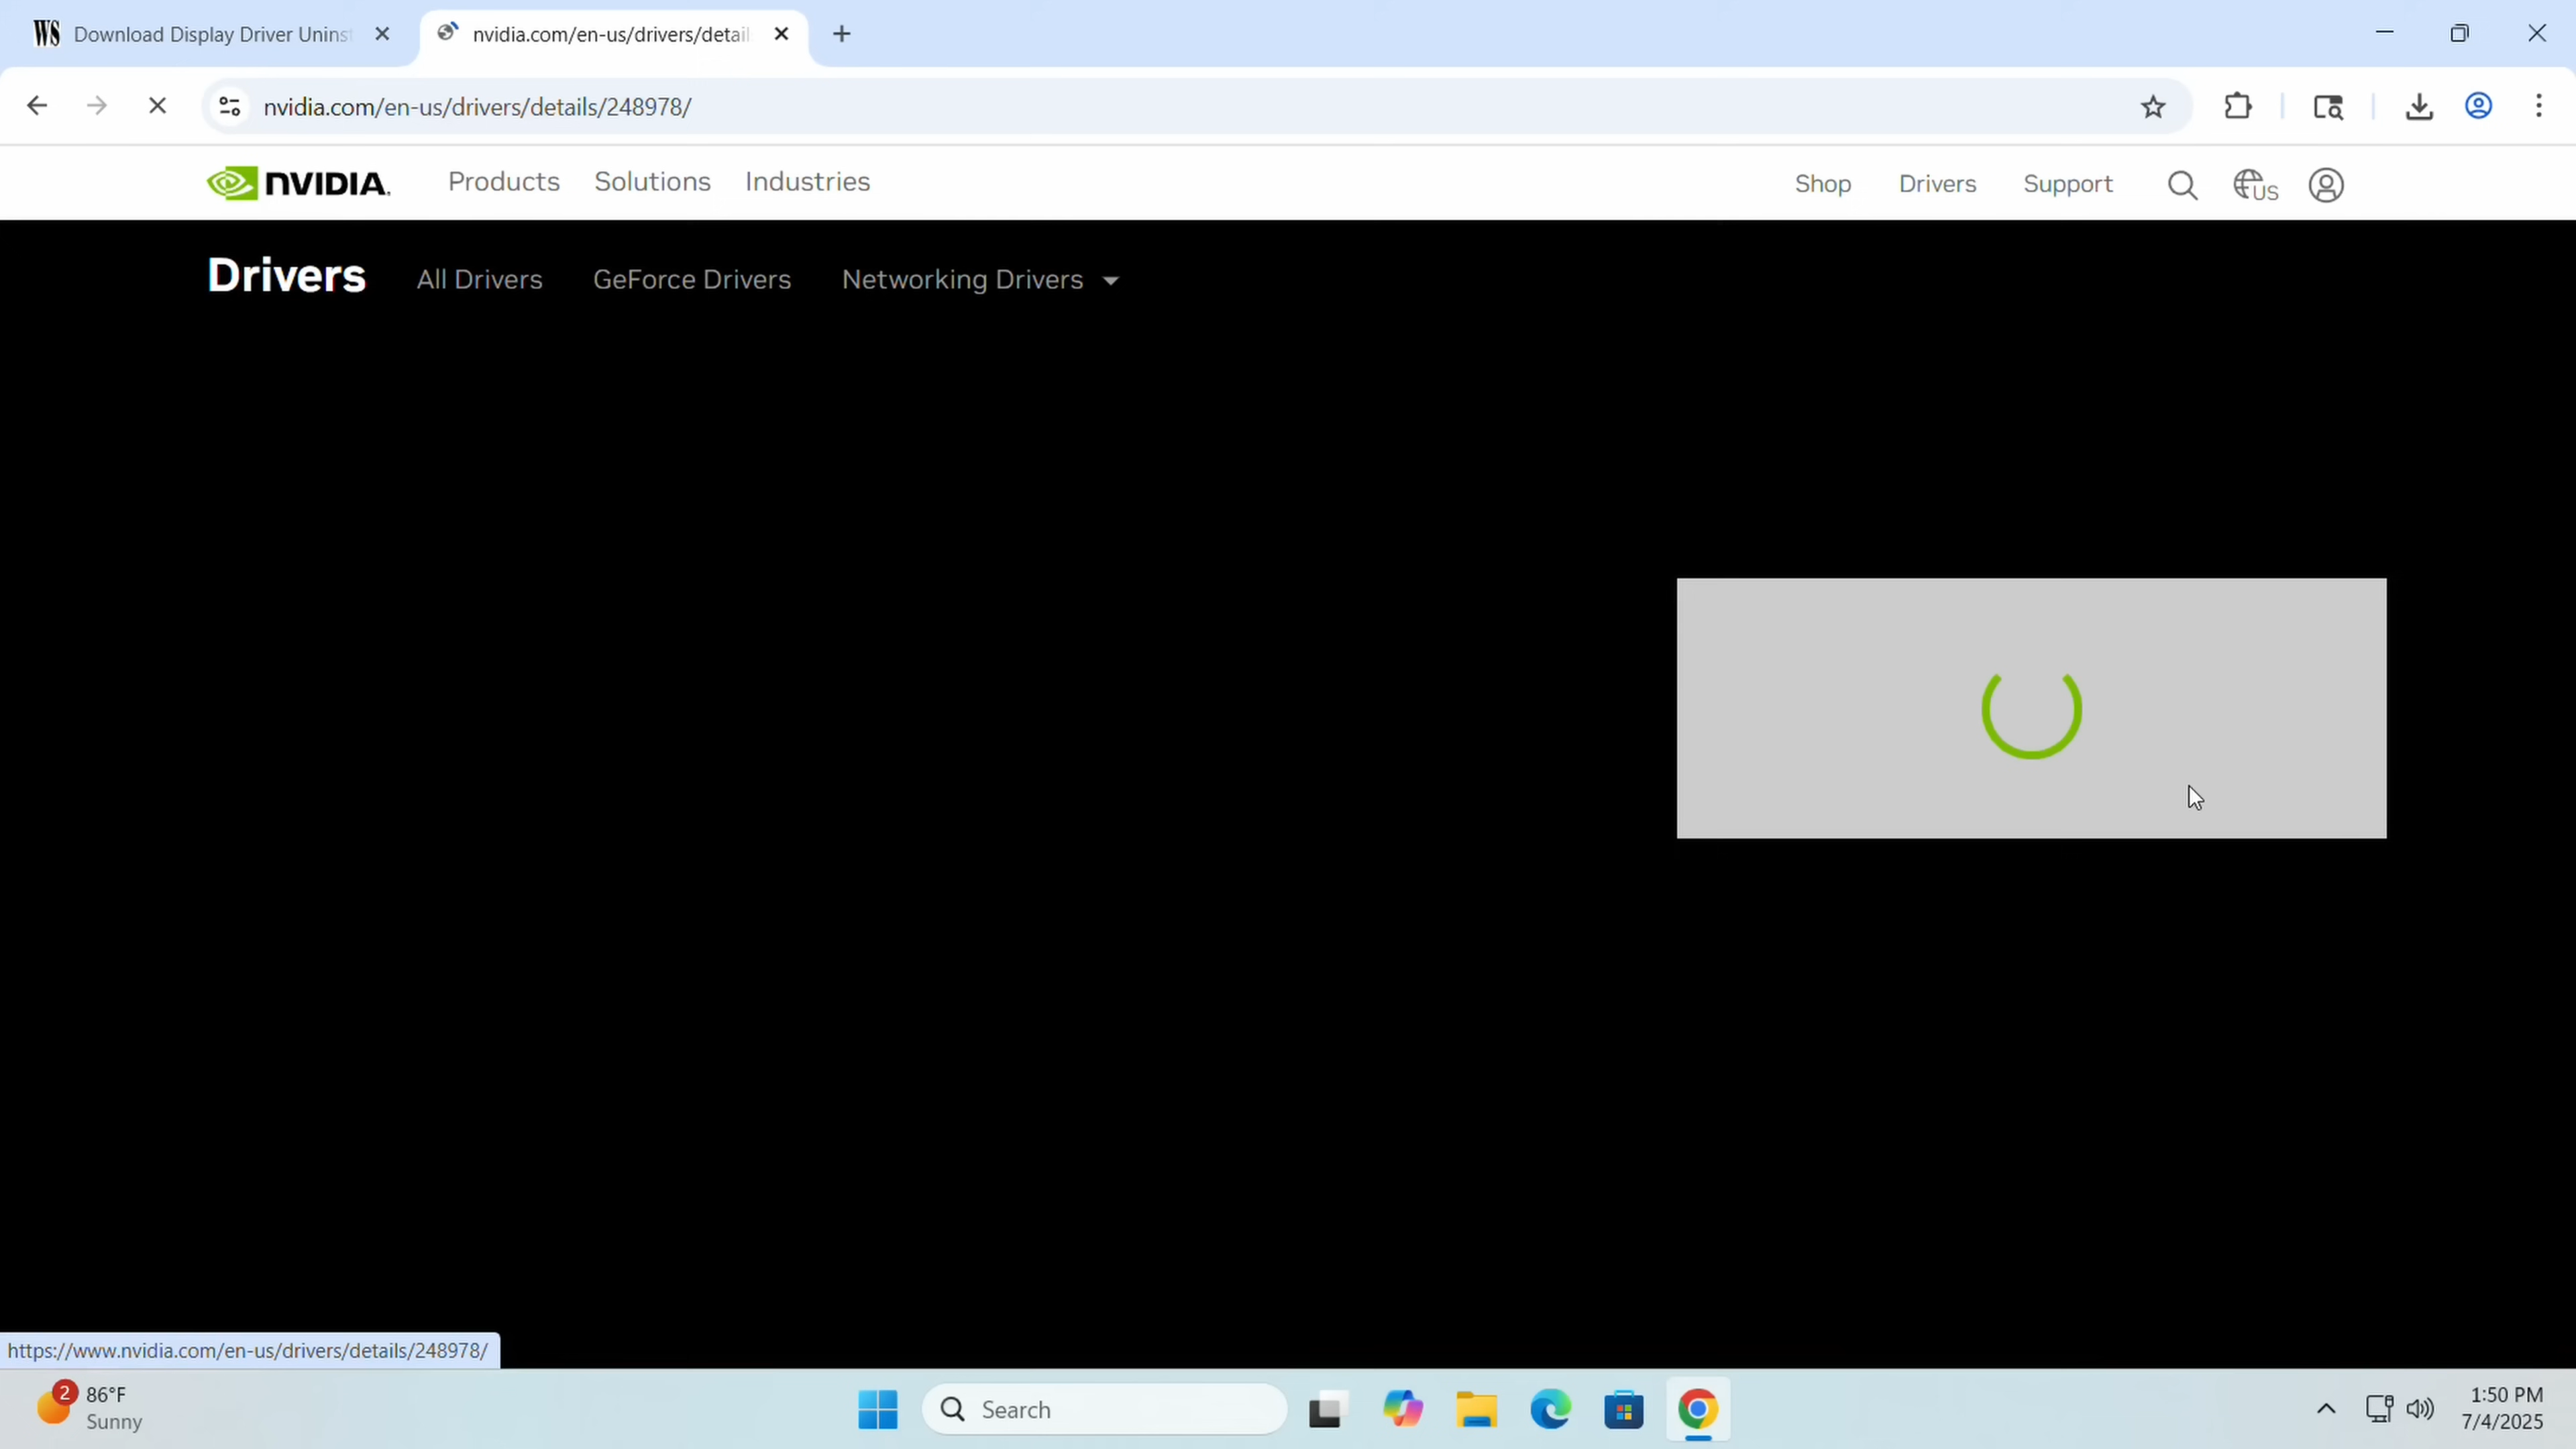 WS Download Display Driver Unins
nvidia.com/en-us/drivers/detail
nvidia.com/en-us/drivers/details/248978/
NVIDIA. Products Solutions Industries Shop Drivers Support US
Drivers All Drivers GeForce Drivers Networking Drivers
https://www.nvidia.com/en-us/drivers/details/248978/
2 86°F
Sunny
Search
1:50 PM
7/4/2025